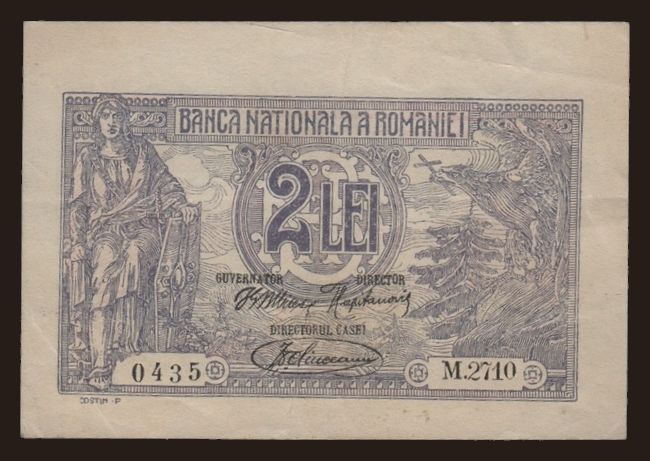 BANCA NATIONALA A ROMANIEI
2 LEI
GUVERNATOR DIRECTOR
DIRECTORUL CASEI
0435 M.2710
COSTIN·P